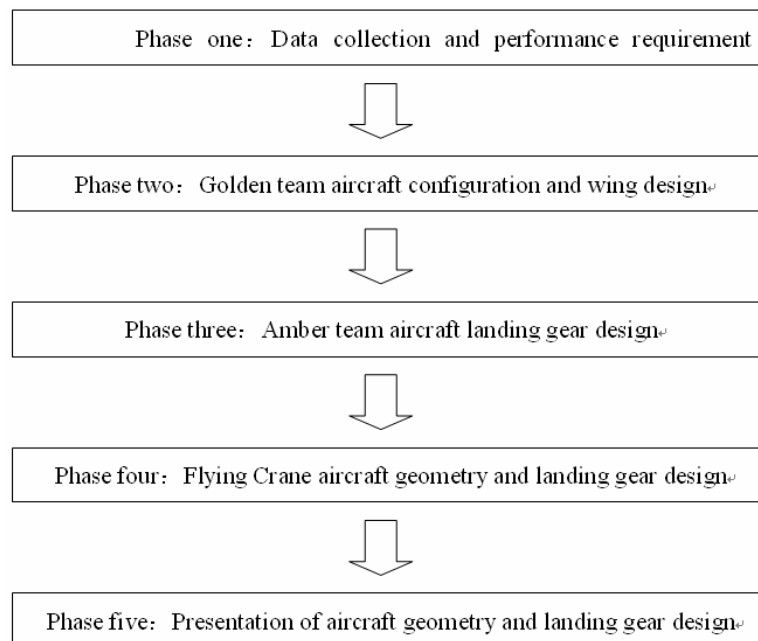 Phase one：Data collection and performance requirement
Phase two：Golden team aircraft configuration and wing design
Phase three：Amber team aircraft landing gear design
Phase four：Flying Crane aircraft geometry and landing gear design
Phase five：Presentation of aircraft geometry and landing gear design